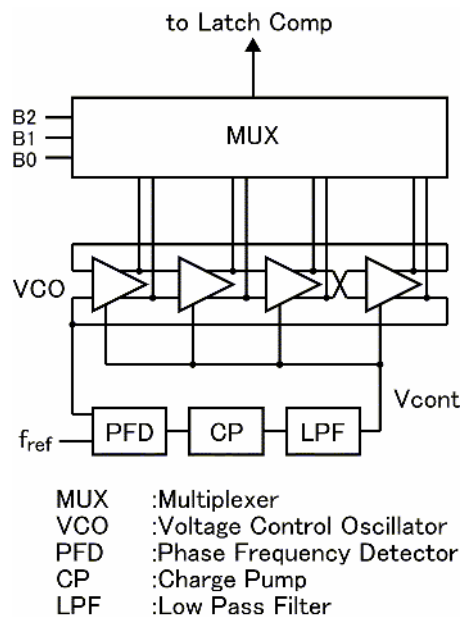 to Latch Comp
B2
B1
B0
MUX
VCO
Vcont
fref
PFD
CP
LPF
MUX :Multiplexer
VCO :Voltage Control Oscillator
PFD :Phase Frequency Detector
CP :Charge Pump
LPF :Low Pass Filter